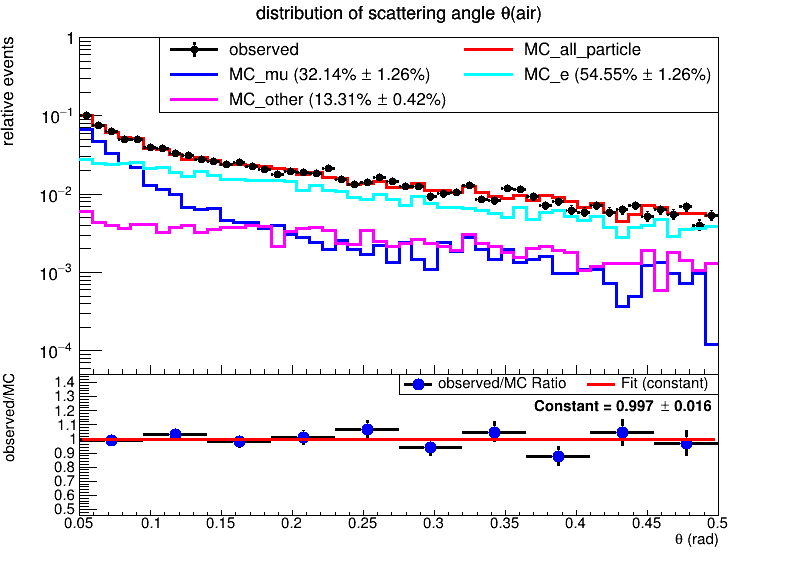 distribution of scattering angle θ(air)
relative events
observed
MC_all_particle
MC_mu (32.14% ± 1.26%)
MC_e (54.55% ± 1.26%)
MC_other (13.31% ± 0.42%)
1
10⁻¹
10⁻²
10⁻³
10⁻⁴
observed/MC
observed/MC Ratio
Fit (constant)
Constant = 0.997 ± 0.016
1.4
1.3
1.2
1.1
1
0.9
0.8
0.7
0.6
0.5
0.05 0.1 0.15 0.2 0.25 0.3 0.35 0.4 0.45 0.5
θ (rad)